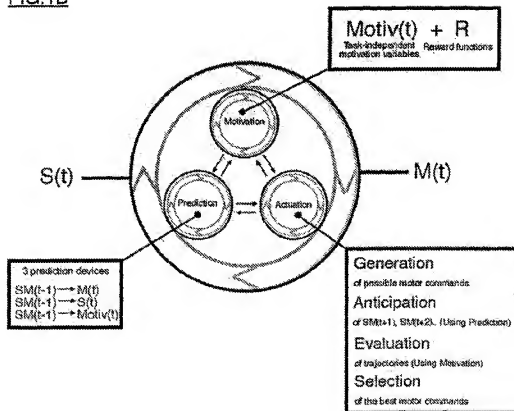 FIG.1B
Motiv(t) + R
Task-independent Reward functions
motivation variables
Motivation
S(t)
M(t)
Prediction
Actuation
3 prediction devices
SM(t-1) → M(t)
SM(t-1) → S(t)
SM(t-1) → Motiv(t)
Generation
of possible motor commands
Anticipation
of SM(t+1), SM(t+2).. (Using Prediction)
Evaluation
of trajectories (Using Motivation)
Selection
of the best motor commands